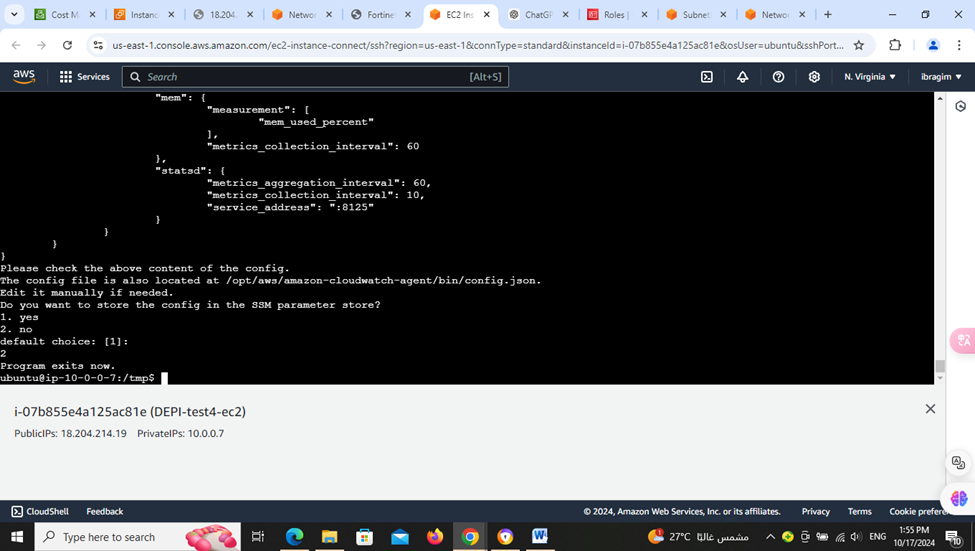 Cost M
Instanc
18.204.
Networ
Fortine
EC2 Ins
ChatGP
Roles |
Subnet
Networ
us-east-1.console.aws.amazon.com/ec2-instance-connect/ssh?region=us-east-1&connType=standard&instanceId=i-07b855e4a125ac81e&osUser=ubuntu&sshPort...
aws Services Search [Alt+S] N. Virginia ibragim
"mem": {
"measurement": [
"mem_used_percent"
],
"metrics_collection_interval": 60
},
"statsd": {
"metrics_aggregation_interval": 60,
"metrics_collection_interval": 10,
"service_address": ":8125"
}
}
}
}
Please check the above content of the config.
The config file is also located at /opt/aws/amazon-cloudwatch-agent/bin/config.json.
Edit it manually if needed.
Do you want to store the config in the SSM parameter store?
1. yes
2. no
default choice: [1]:
2
Program exits now.
ubuntu@ip-10-0-0-7:/tmp$
i-07b855e4a125ac81e (DEPI-test4-ec2)
PublicIPs: 18.204.214.19 PrivateIPs: 10.0.0.7
CloudShell Feedback © 2024, Amazon Web Services, Inc. or its affiliates. Privacy Terms Cookie prefere
Type here to search 27°C مشمس غالبًا ENG 1:55 PM
10/17/2024 10